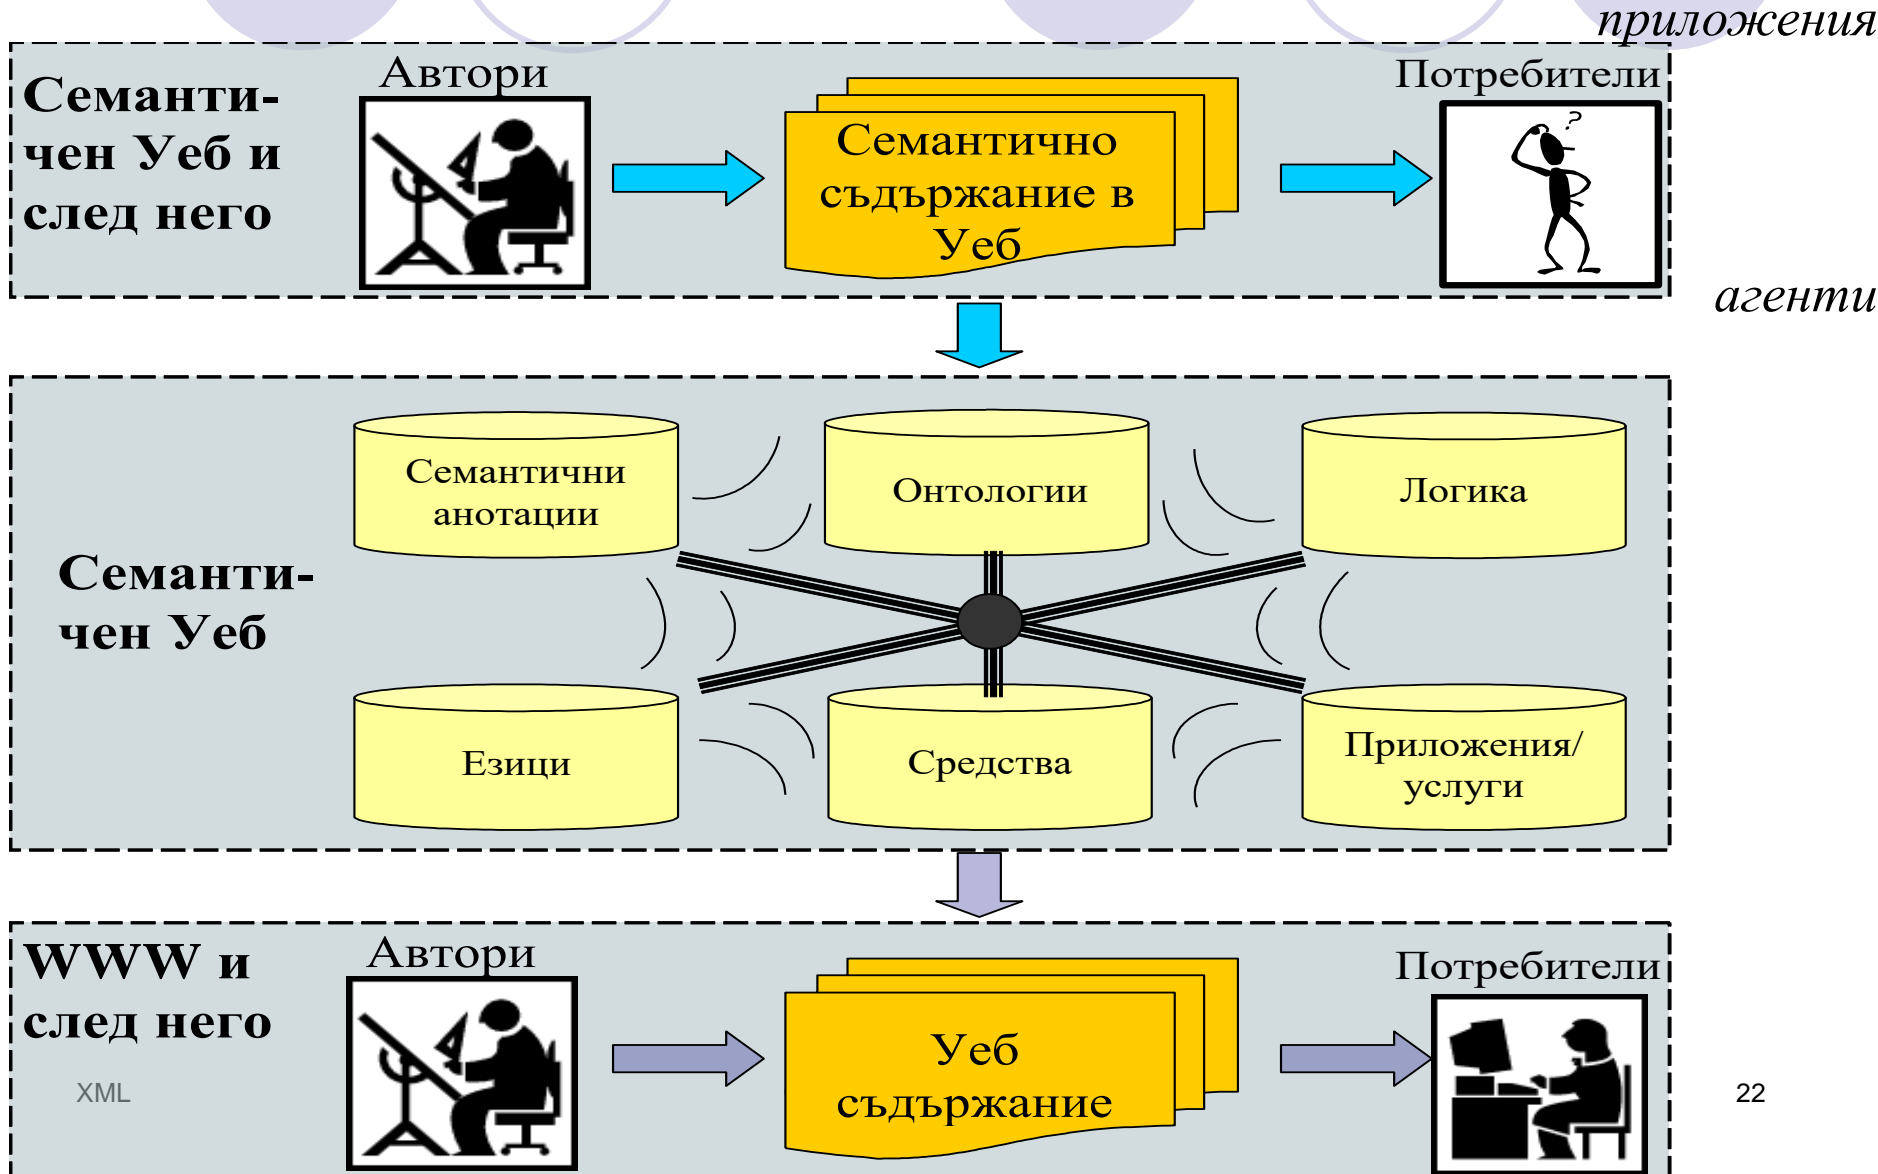 приложения
Семанти-
чен Уеб и
след него
Автори
Семантично
съдържание в
Уеб
Потребители
?
агенти
Семанти-
чен Уеб
Семантични
анотации
Онтологии
Логика
Езици
Средства
Приложения/
услуги
WWW и
след него
Автори
Уеб
съдържание
Потребители
XML
22